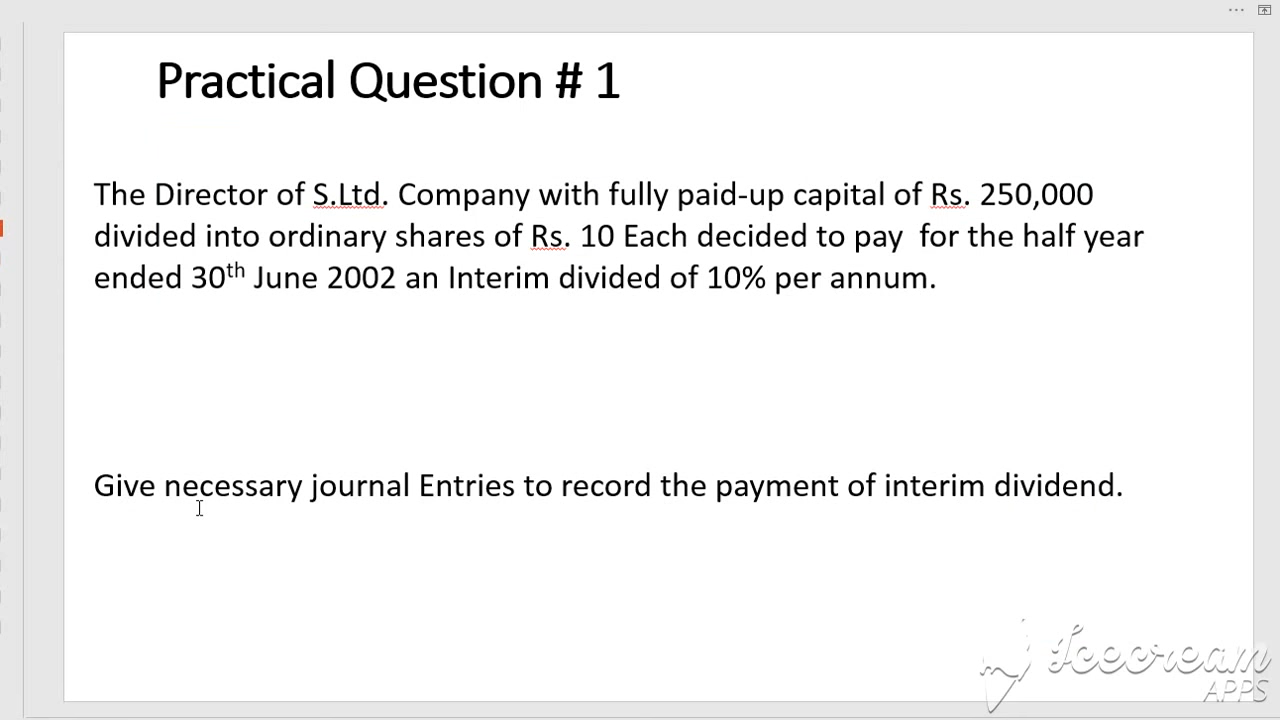 Practical Question # 1
The Director of S.Ltd. Company with fully paid-up capital of Rs. 250,000
divided into ordinary shares of Rs. 10 Each decided to pay  for the half year
ended 30th June 2002 an Interim divided of 10% per annum.
Give necessary journal Entries to record the payment of interim dividend.
Icecream
APPS